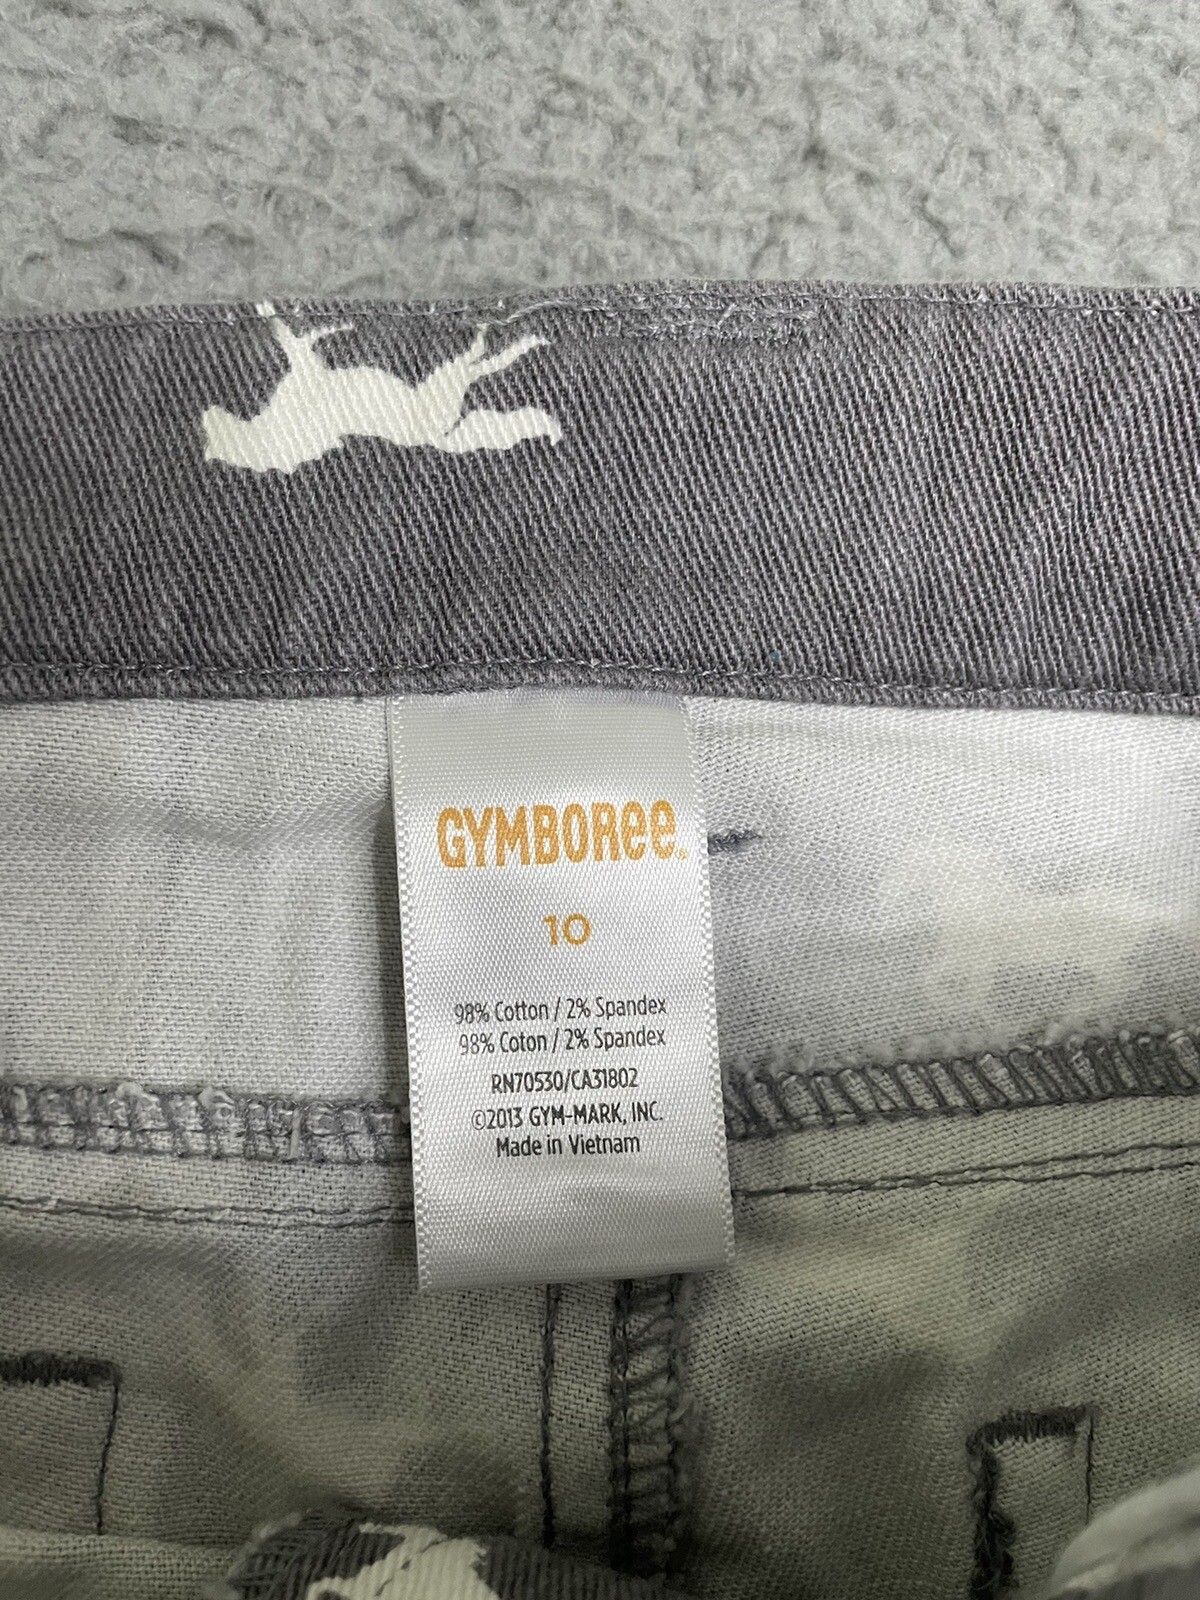 GYMBOREE
10
98% Cotton / 2% Spandex
98% Coton / 2% Spandex
RN70530/CA31802
©2013 GYM-MARK, INC.
Made in Vietnam